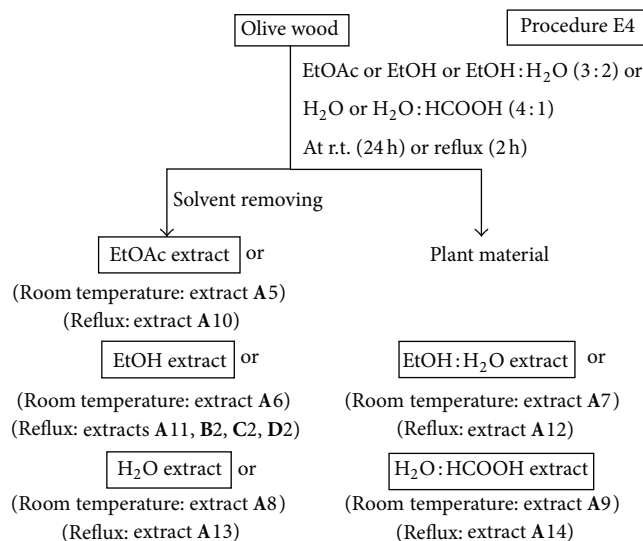 Olive wood
Procedure E4
EtOAc or EtOH or EtOH:H₂O (3:2) or
H₂O or H₂O:HCOOH (4:1)
At r.t. (24 h) or reflux (2 h)
Solvent removing
EtOAc extract or
Plant material
(Room temperature: extract A5)
(Reflux: extract A10)
EtOH extract or
EtOH:H₂O extract or
(Room temperature: extract A6)
(Room temperature: extract A7)
(Reflux: extracts A11, B2, C2, D2)
(Reflux: extract A12)
H₂O extract or
H₂O:HCOOH extract
(Room temperature: extract A8)
(Room temperature: extract A9)
(Reflux: extract A13)
(Reflux: extract A14)